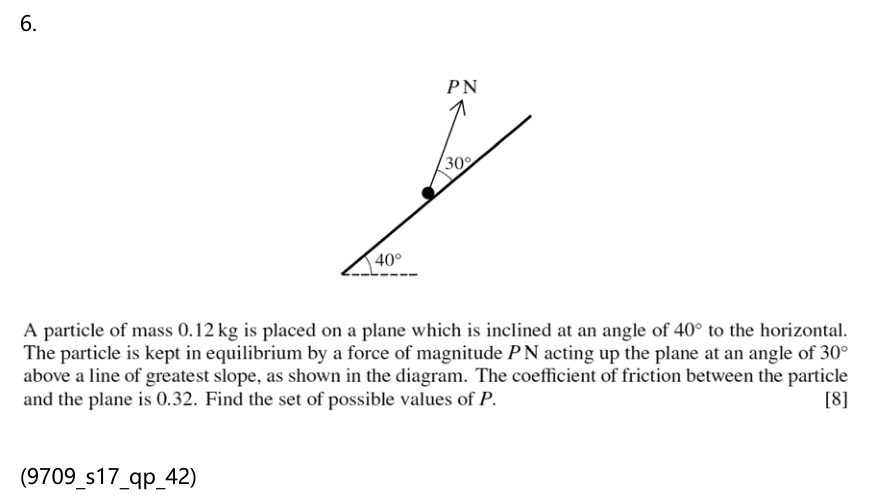 6.
P N
30°
40°
A particle of mass 0.12 kg is placed on a plane which is inclined at an angle of 40° to the horizontal.
The particle is kept in equilibrium by a force of magnitude P N acting up the plane at an angle of 30°
above a line of greatest slope, as shown in the diagram. The coefficient of friction between the particle
and the plane is 0.32. Find the set of possible values of P. [8]
(9709_s17_qp_42)